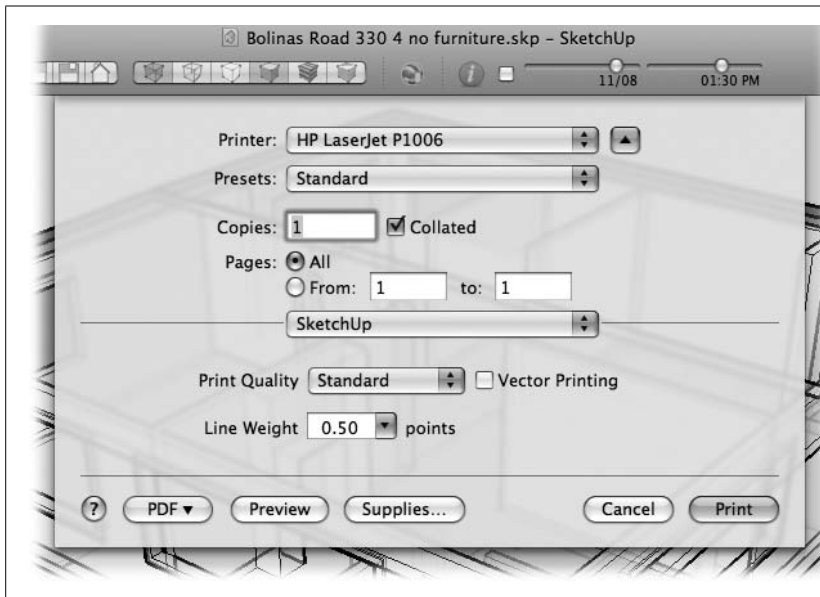 Bolinas Road 330 4 no furniture.skp – SketchUp
11/08 01:30 PM
Printer: HP LaserJet P1006
Presets: Standard
Copies: 1 Collated
Pages: All
From: 1 to: 1
SketchUp
Print Quality Standard Vector Printing
Line Weight 0.50 points
? PDF Preview Supplies... Cancel Print